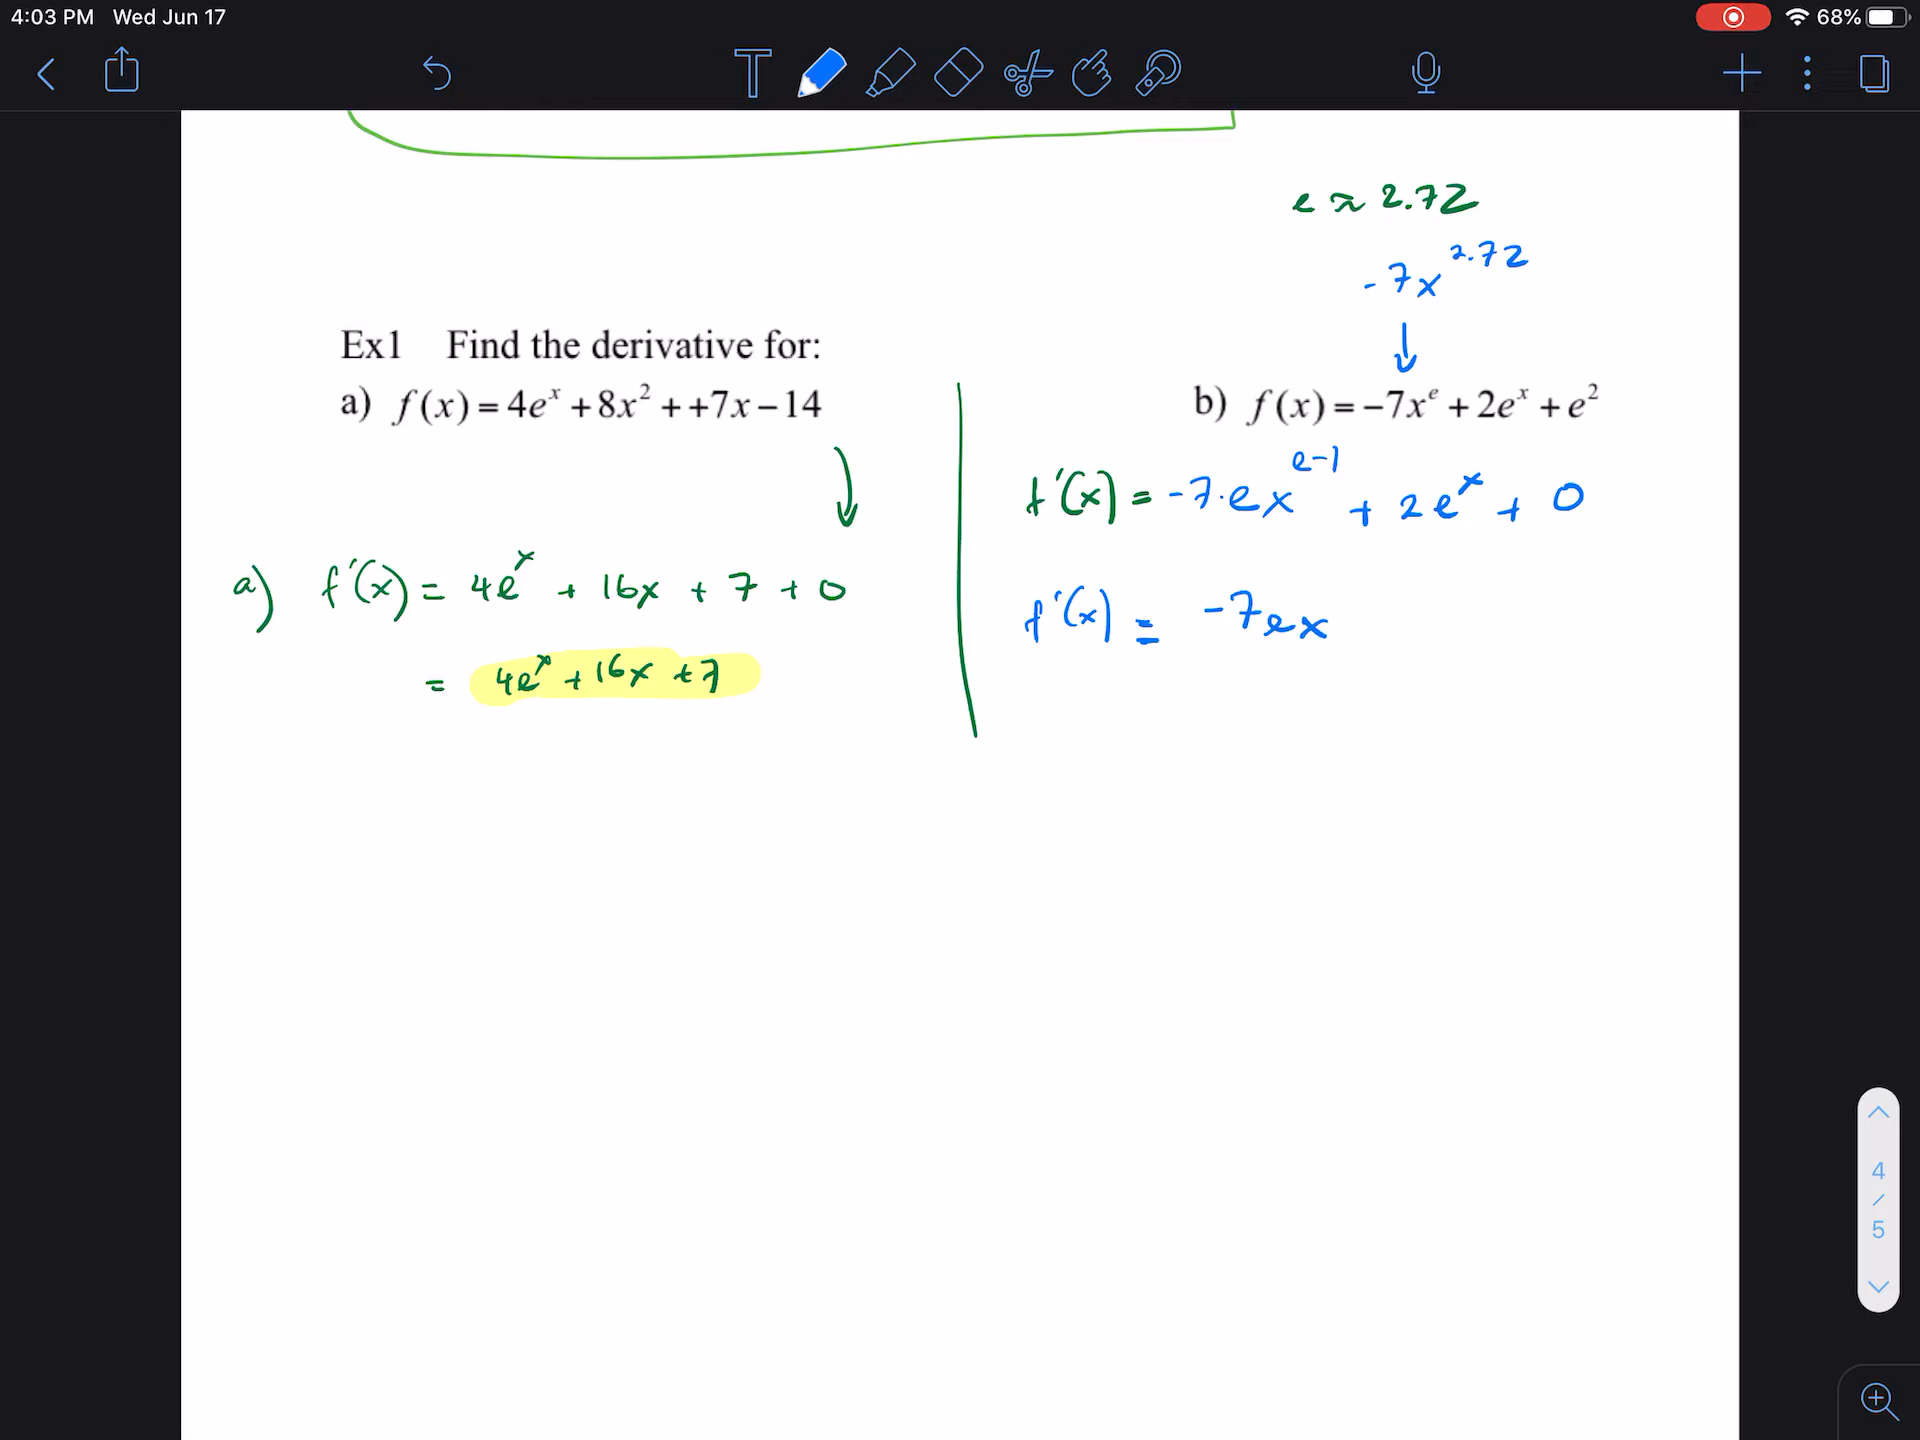 4:03 PM Wed Jun 17
68%
T
e ≈ 2.72
-7x^2.72
Ex1 Find the derivative for:
a) f(x) = 4e^x + 8x^2 + +7x − 14
b) f(x) = −7x^e + 2e^x + e^2
f'(x) = -7·ex^e-1 + 2e^x + 0
a) f'(x) = 4e^x + 16x + 7 + 0
f'(x) = -7ex
= 4e^x + 16x + 7
4
/
5